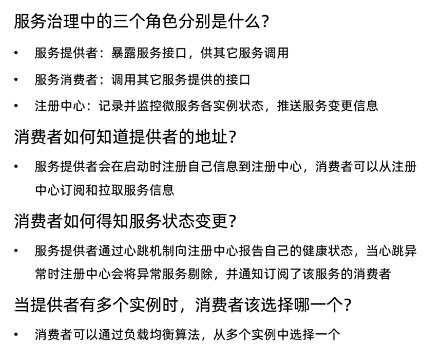 服务治理中的三个角色分别是什么？
• 服务提供者：暴露服务接口，供其它服务调用
• 服务消费者：调用其它服务提供的接口
• 注册中心：记录并监控微服务各实例状态，推送服务变更信息
消费者如何知道提供者的地址？
• 服务提供者会在启动时注册自己信息到注册中心，消费者可以从注册
中心订阅和拉取服务信息
消费者如何得知服务状态变更？
• 服务提供者通过心跳机制向注册中心报告自己的健康状态，当心跳异
常时注册中心会将异常服务剔除，并通知订阅了该服务的消费者
当提供者有多个实例时，消费者该选择哪一个？
• 消费者可以通过负载均衡算法，从多个实例中选择一个